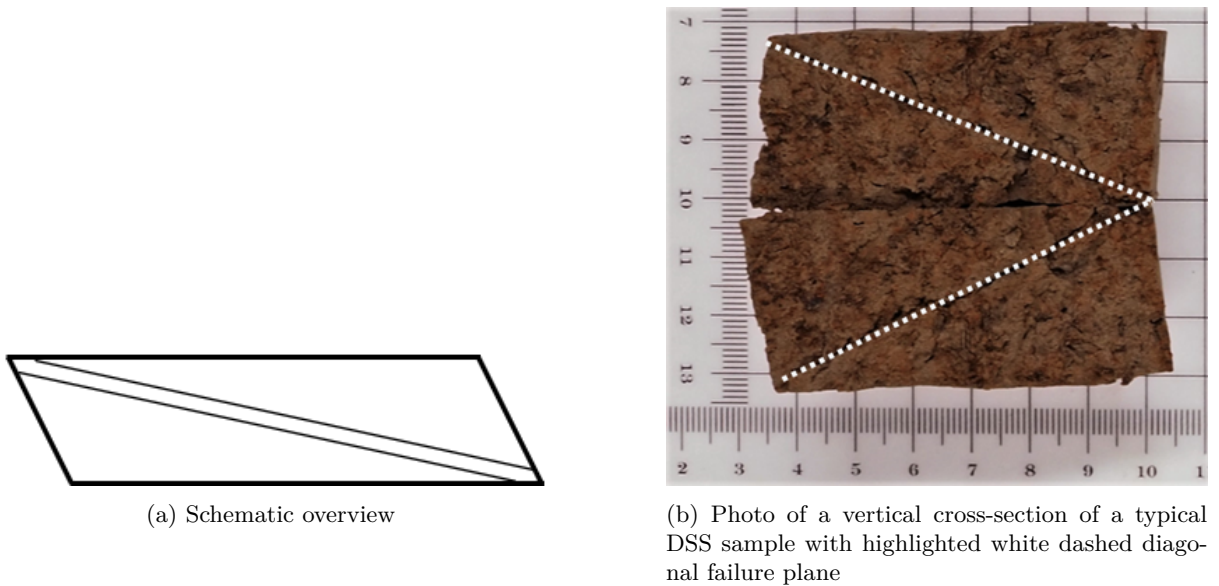 7
8
9
10
11
12
13
2 3 4 5 6 7 8 9 10 1
(a) Schematic overview
(b) Photo of a vertical cross-section of a typical
DSS sample with highlighted white dashed diago-
nal failure plane